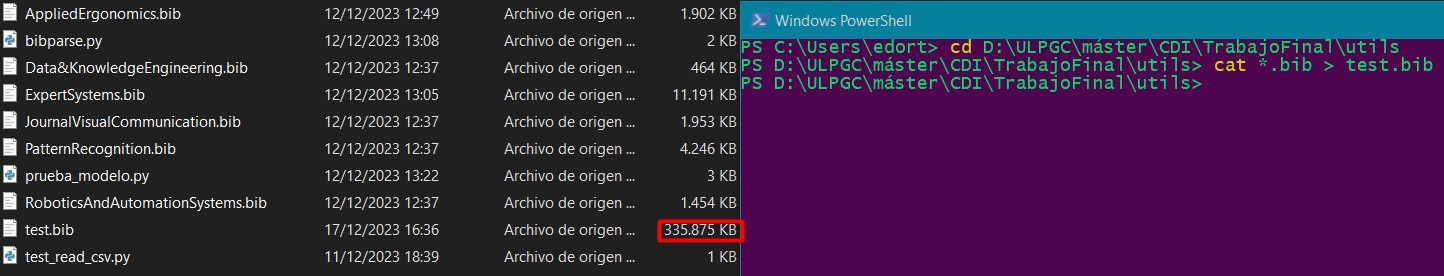 AppliedErgonomics.bib 12/12/2023 12:49 Archivo de origen ... 1.902 KB
bibparse.py 12/12/2023 13:08 Archivo de origen ... 2 KB
Data&KnowledgeEngineering.bib 12/12/2023 12:37 Archivo de origen ... 464 KB
ExpertSystems.bib 12/12/2023 13:05 Archivo de origen ... 11.191 KB
JournalVisualCommunication.bib 12/12/2023 12:37 Archivo de origen ... 1.953 KB
PatternRecognition.bib 12/12/2023 12:37 Archivo de origen ... 4.246 KB
prueba_modelo.py 12/12/2023 13:22 Archivo de origen ... 3 KB
RoboticsAndAutomationSystems.bib 12/12/2023 12:37 Archivo de origen ... 1.454 KB
test.bib 17/12/2023 16:36 Archivo de origen ... 335.875 KB
test_read_csv.py 11/12/2023 18:39 Archivo de origen ... 1 KB
Windows PowerShell
PS C:\Users\edort> cd D:\ULPGC\máster\CDI\TrabajoFinal\utils
PS D:\ULPGC\máster\CDI\TrabajoFinal\utils> cat *.bib > test.bib
PS D:\ULPGC\máster\CDI\TrabajoFinal\utils>